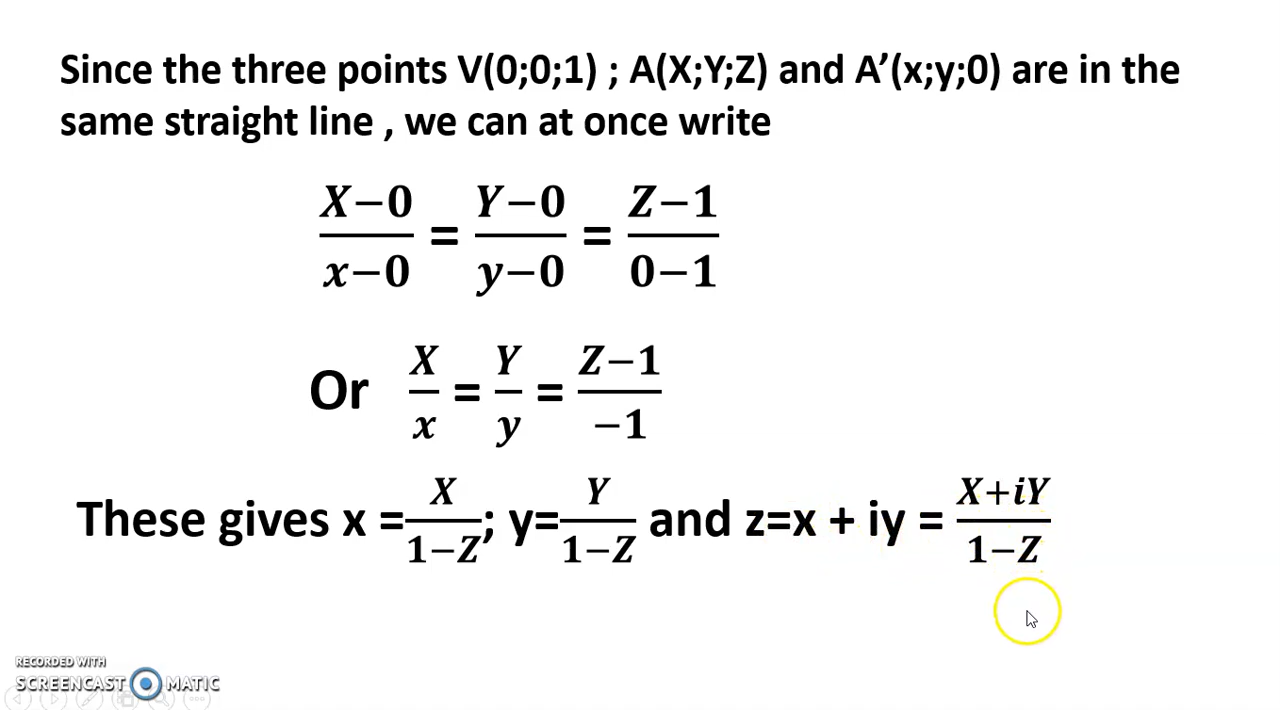 Since the three points V(0;0;1) ; A(X;Y;Z) and A’(x;y;0) are in the
same straight line , we can at once write
X−0/x−0 = Y−0/y−0 = Z−1/0−1
Or X/x = Y/y = Z−1/−1
These gives x =X/1−Z; y=Y/1−Z and z=x + iy = X+iY/1−Z
RECORDED WITH
SCREENCAST MATIC